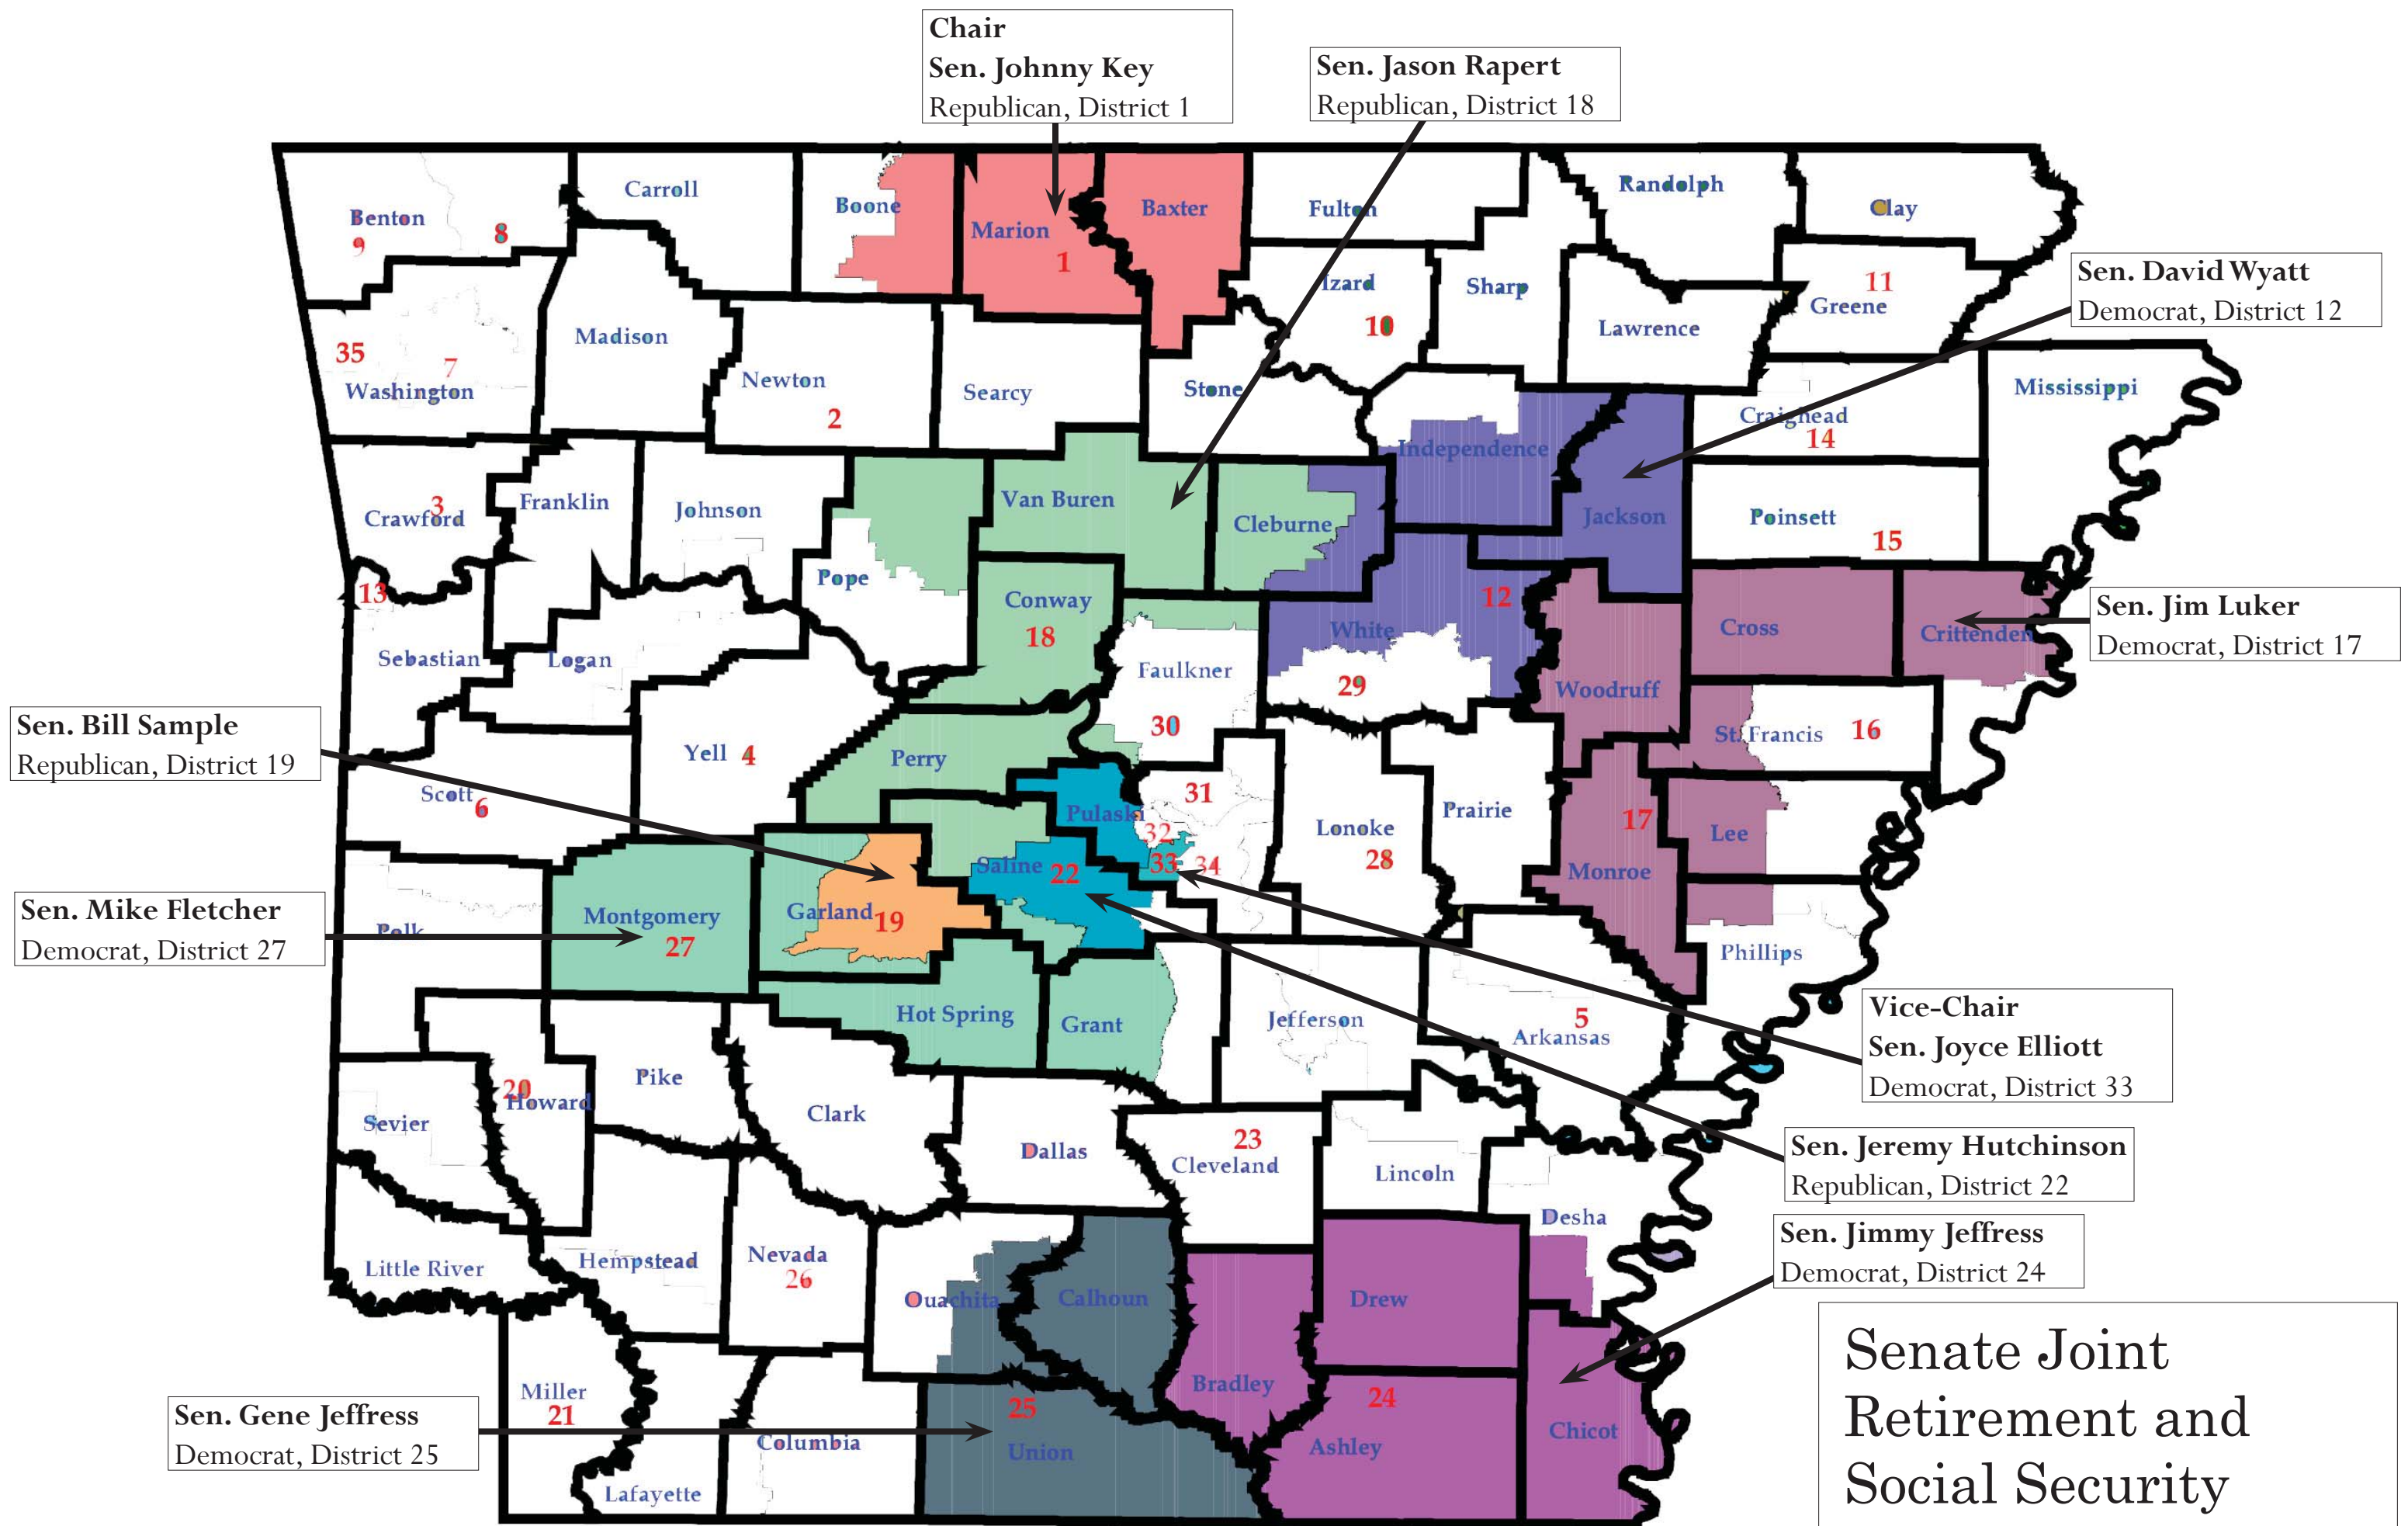 Chair
Sen. Johnny Key
Republican, District 1
Sen. Jason Rapert
Republican, District 18
Carroll
Boone
Marion
1
Baxter
Fulton
Randolph
Clay
Benton
9
8
Izard
10
Sharp
Lawrence
11
Greene
Sen. David Wyatt
Democrat, District 12
35
7
Washington
Madison
Newton
2
Searcy
Stone
Independence
Craighead
14
Mississippi
3
Crawford
Franklin
Johnson
Pope
Van Buren
Cleburne
Jackson
Poinsett
15
13
Sebastian
Logan
Conway
18
Faulkner
30
12
White
29
Woodruff
Cross
Crittenden
Sen. Jim Luker
Democrat, District 17
Sen. Bill Sample
Republican, District 19
Scott
6
Yell 4
Perry
Pulaski
31
32
33
34
Saline 22
Lonoke
28
Prairie
St. Francis 16
17
Lee
Monroe
Phillips
Sen. Mike Fletcher
Democrat, District 27
Polk
Montgomery
27
Garland 19
Hot Spring
Grant
Jefferson
5
Arkansas
Vice-Chair
Sen. Joyce Elliott
Democrat, District 33
20
Howard
Sevier
Pike
Clark
Dallas
23
Cleveland
Lincoln
Desha
Sen. Jeremy Hutchinson
Republican, District 22
Sen. Jimmy Jeffress
Democrat, District 24
Little River
Hempstead
Nevada
26
Ouachita
Calhoun
Bradley
Drew
Miller
21
Lafayette
Columbia
25
Union
24
Ashley
Chicot
Sen. Gene Jeffress
Democrat, District 25
Senate Joint
Retirement and
Social Security